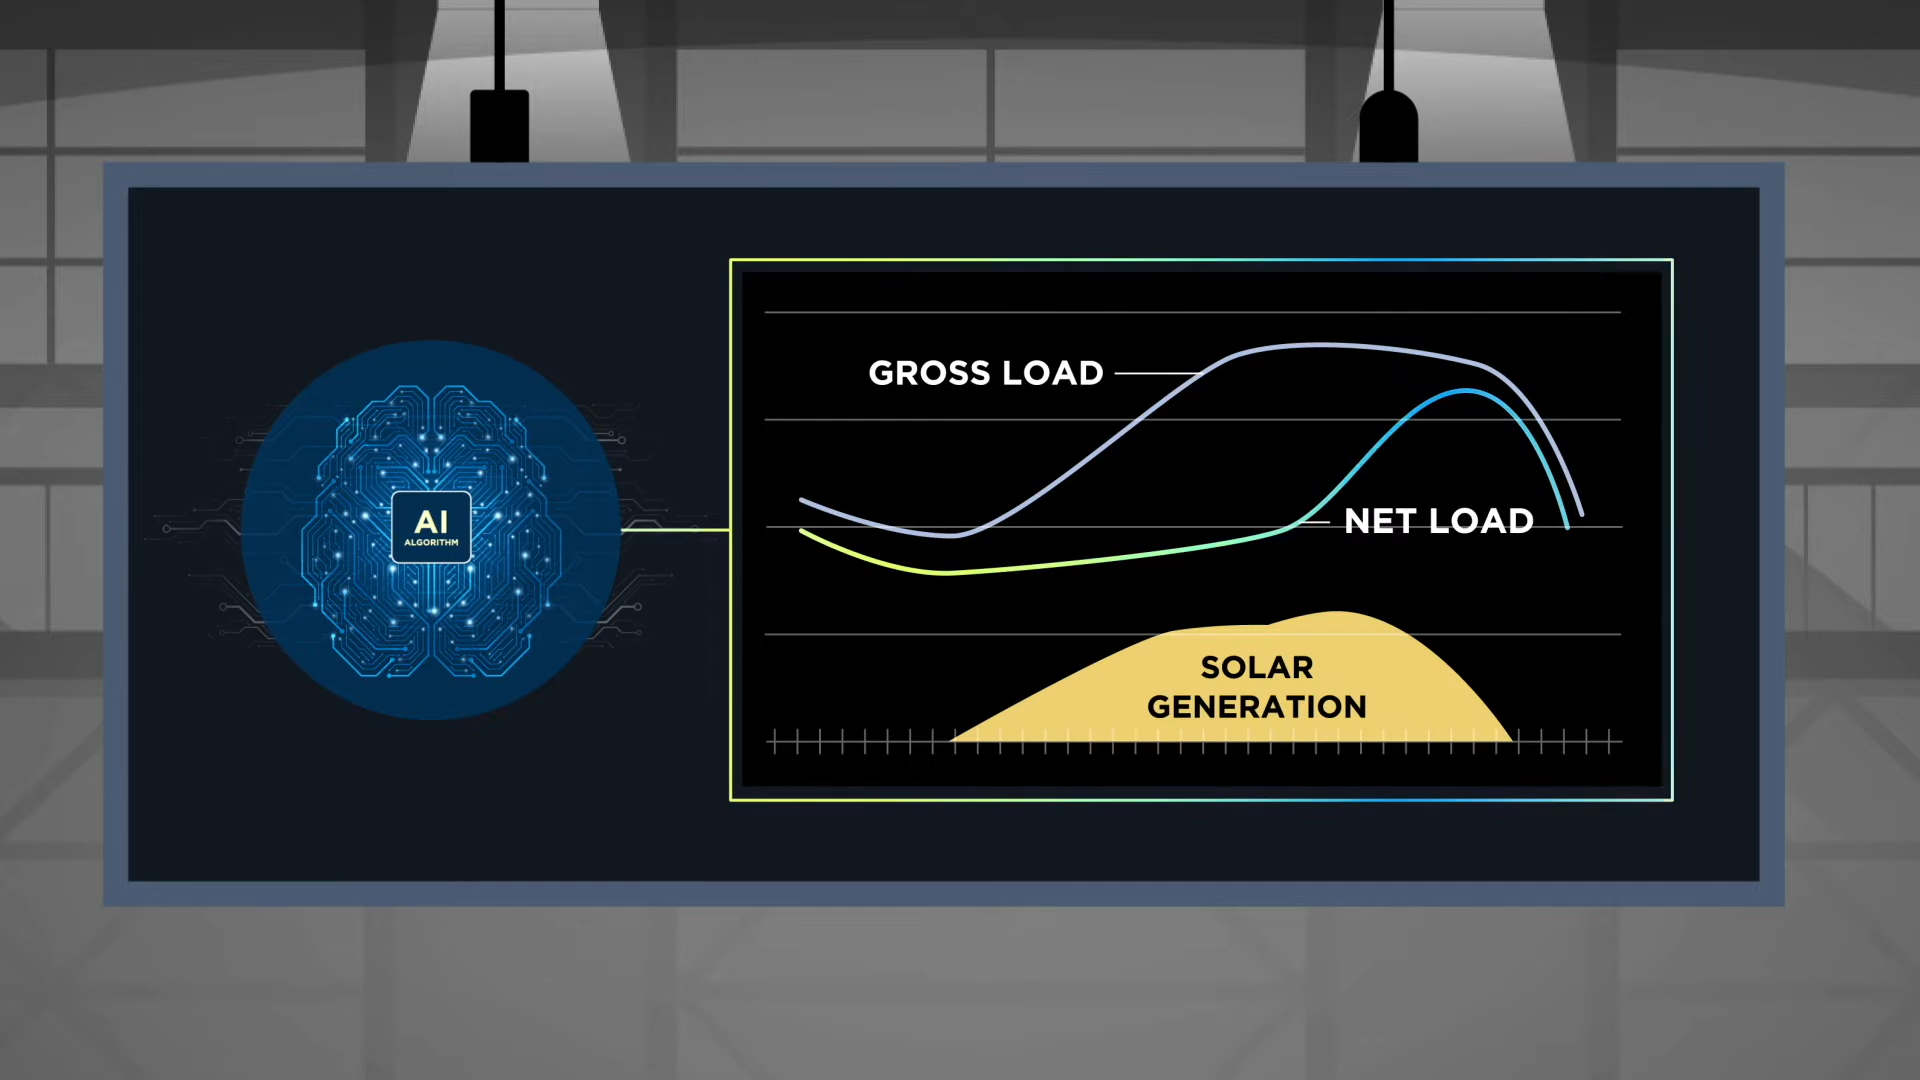 GROSS LOAD
AI
ALGORITHM
NET LOAD
SOLAR
GENERATION